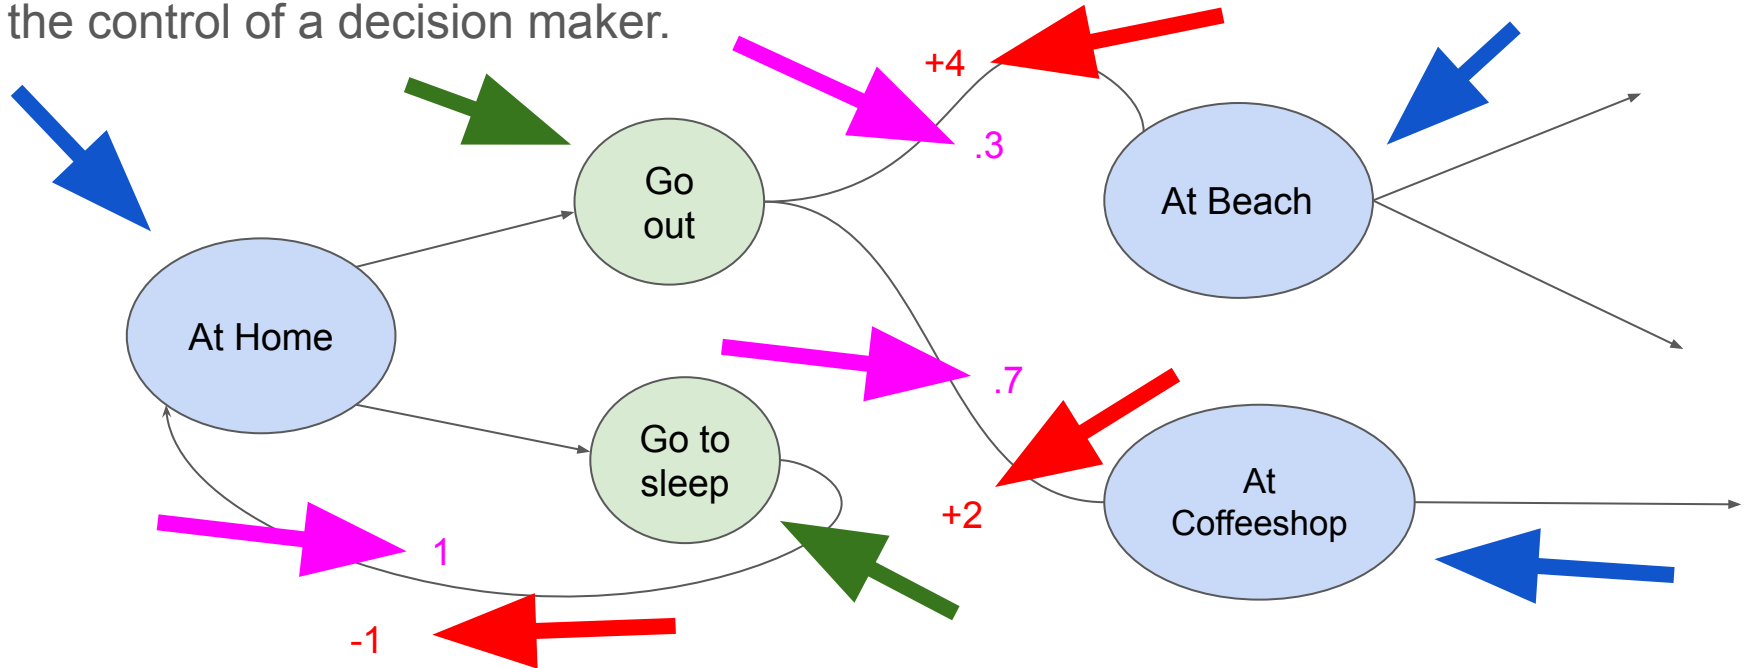 the control of a decision maker.
+4
.3
Go
out
At Beach
At Home
.7
Go to
sleep
At
Coffeeshop
+2
1
-1